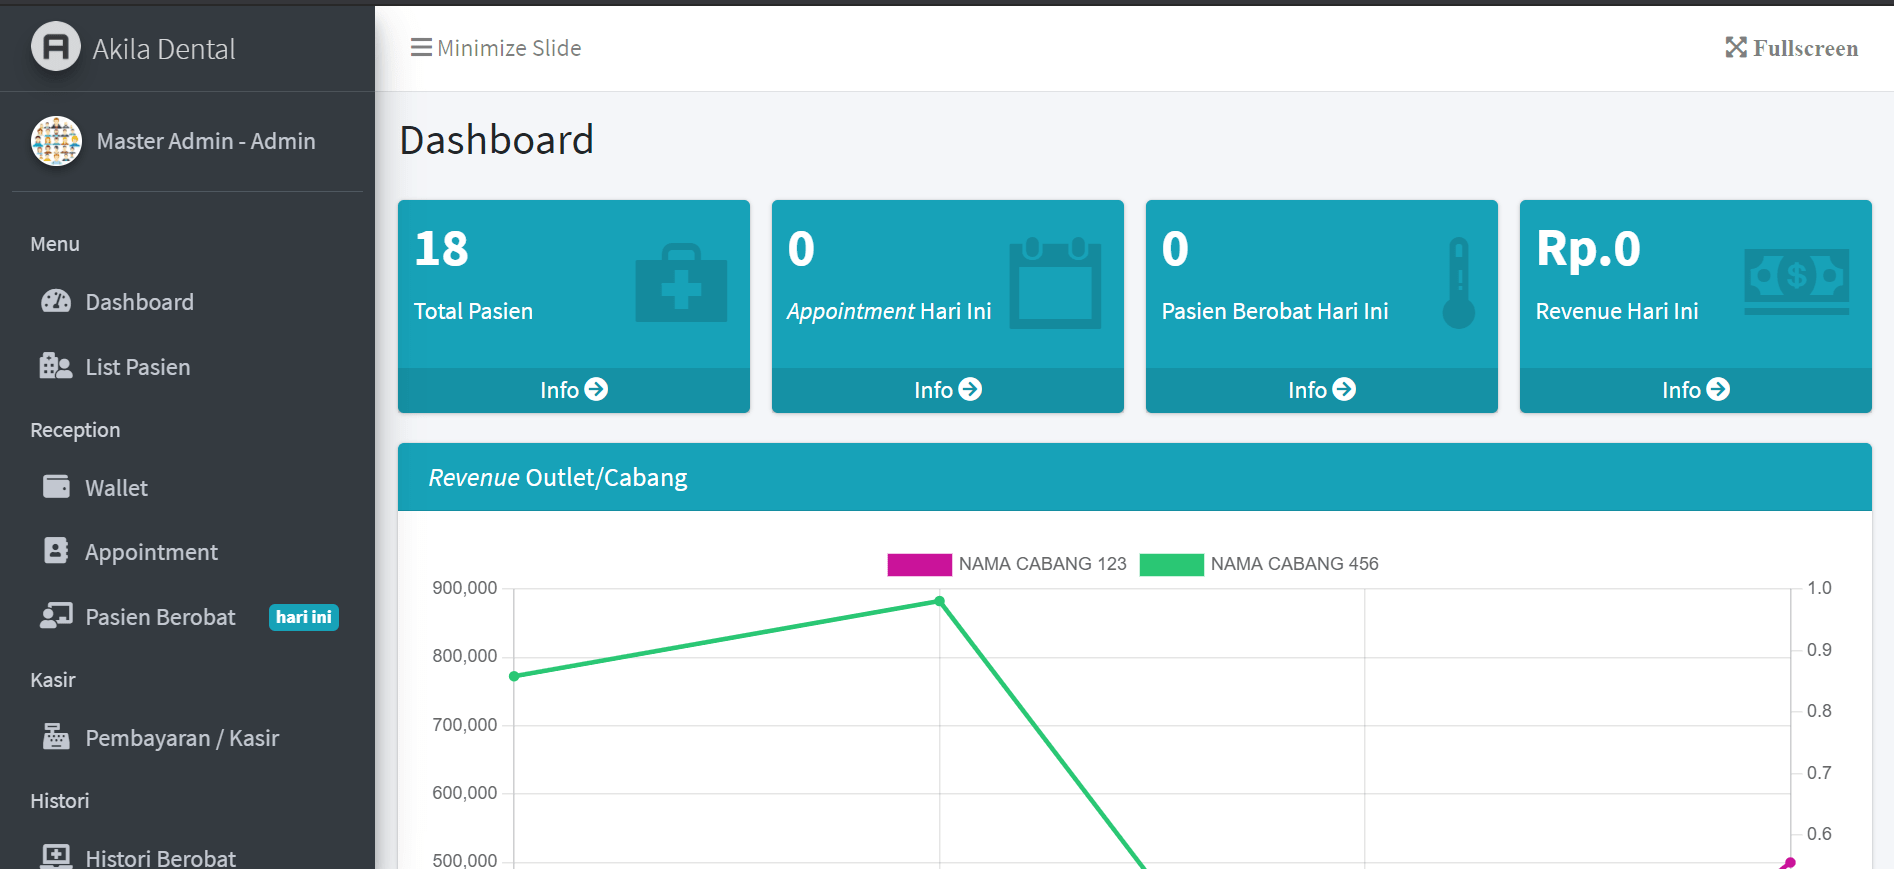 Akila Dental
Minimize Slide
Fullscreen
Master Admin - Admin
Menu
Dashboard
List Pasien
Reception
Wallet
Appointment
Pasien Berobat hari ini
Kasir
Pembayaran / Kasir
Histori
Histori Berobat
Dashboard
18
Total Pasien
Info
0
Appointment Hari Ini
Info
0
Pasien Berobat Hari Ini
Info
Rp.0
Revenue Hari Ini
Info
Revenue Outlet/Cabang
NAMA CABANG 123 NAMA CABANG 456
900,000
800,000
700,000
600,000
500,000
1.0
0.9
0.8
0.7
0.6